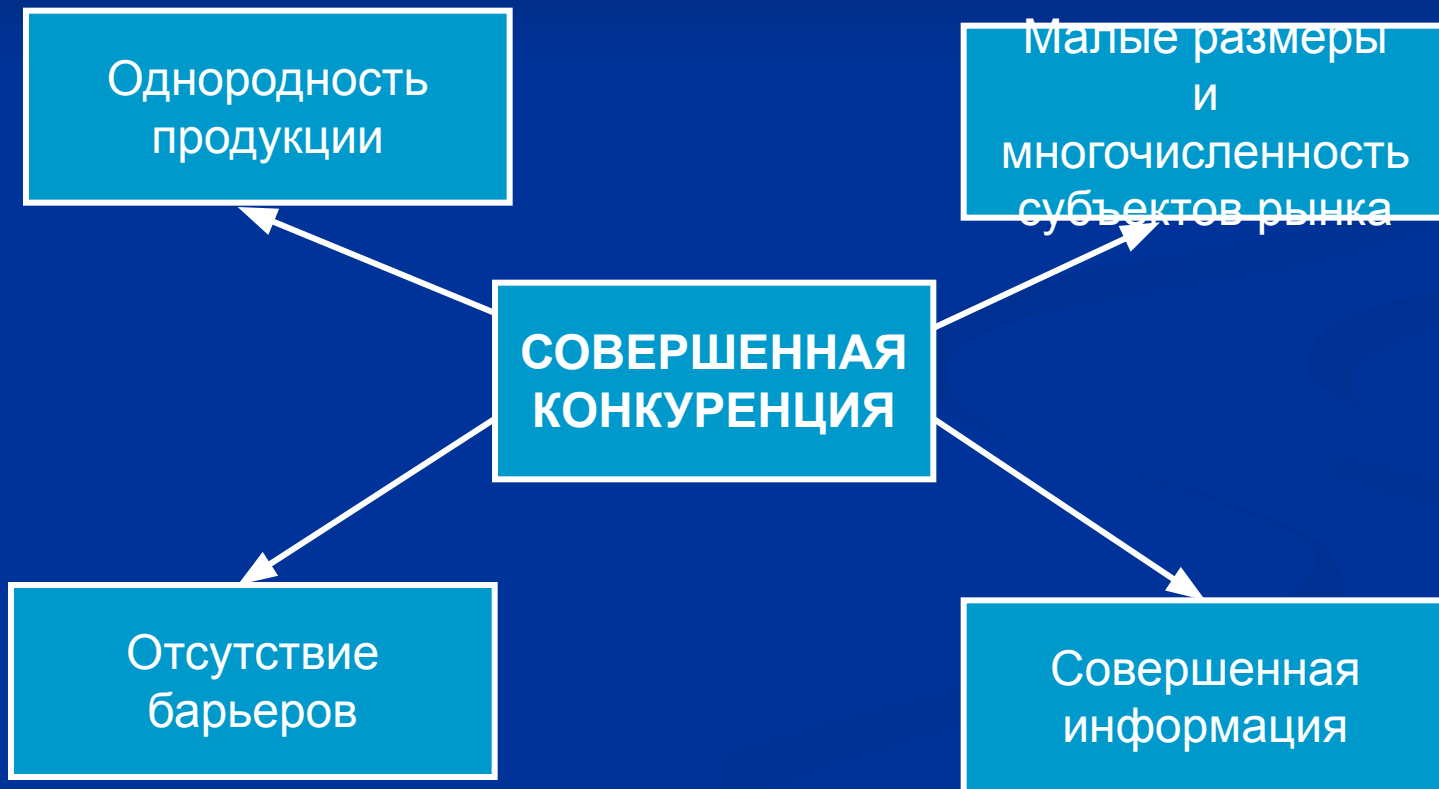 Однородность
продукции
Малые размеры
и
многочисленность
субъектов рынка
СОВЕРШЕННАЯ
КОНКУРЕНЦИЯ
Отсутствие
барьеров
Совершенная
информация